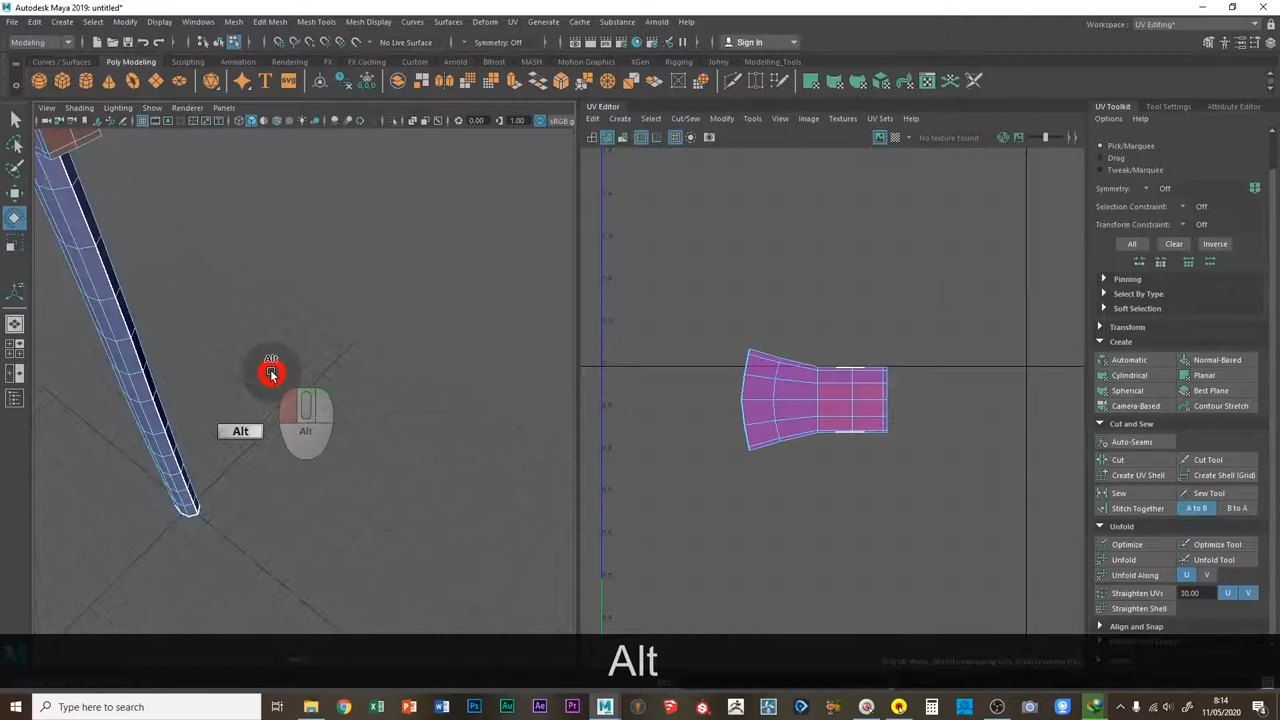 Autodesk Maya 2019: untitled*
File Edit Create Select Modify Display Windows Mesh Edit Mesh Mesh Tools Mesh Display Curves Surfaces Deform UV Generate Cache Substance Arnold Help
Workspace : UV Editing*
Modeling No Live Surface Symmetry: Off Sign In
Curves / Surfaces Poly Modeling Sculpting Animation Rendering FX FX Caching Custom Arnold Bifrost MASH Motion Graphics XGen Rigging Johny Modelling_Tools
View Shading Lighting Show Renderer Panels
0.00 1.00 sRGB g
UV Editor
Edit Create Select Cut/Sew Modify Tools View Image Textures UV Sets Help
No texture found
UV Toolkit Tool Settings Attribute Editor
Options Help
Pick/Marquee
Drag
Tweak/Marquee
Symmetry: Off
Selection Constraint: Off
Transform Constraint: Off
All Clear Inverse
Pinning
Select By Type
Soft Selection
Transform
Create
Automatic Normal-Based
Cylindrical Planar
Spherical Best Plane
Camera-Based Contour Stretch
Cut and Sew
Auto-Seams
Cut Cut Tool
Create UV Shell Create Shell (Grid)
Sew Sew Tool
Stitch Together A to B B to A
Unfold
Optimize Optimize Tool
Unfold Unfold Tool
Unfold Along U V
Straighten UVs 30.00 U V
Straighten Shell
Align and Snap
Alt
Alt
Alt
Alt
Type here to search
8:14
11/05/2020